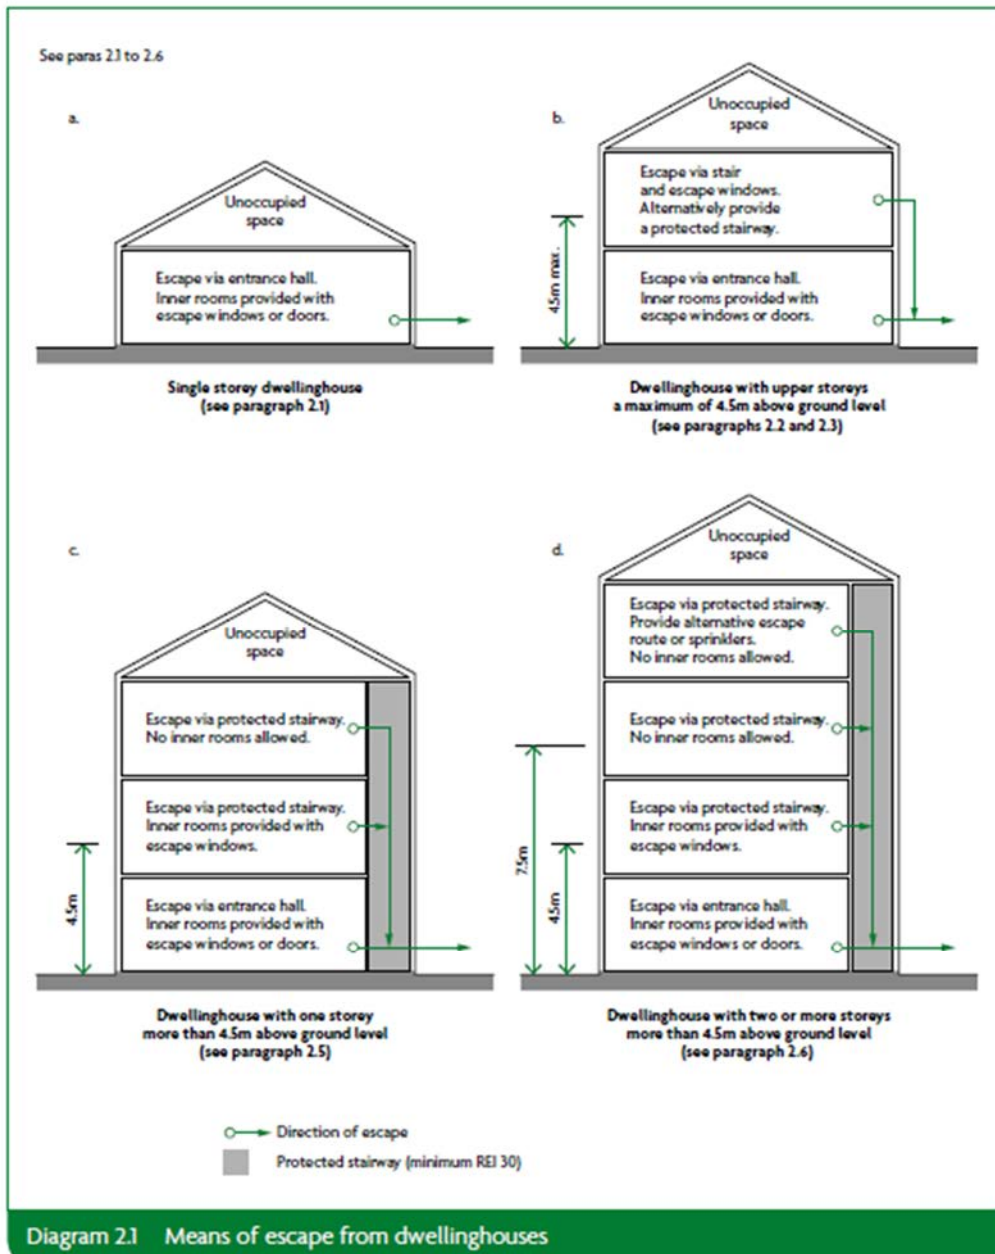 See paras 2.1 to 2.6
a.
Unoccupied
space
Escape via entrance hall.
Inner rooms provided with
escape windows or doors.
Single storey dwellinghouse
(see paragraph 2.1)
b.
Unoccupied
space
Escape via stair
and escape windows.
Alternatively provide
a protected stairway.
4.5m max.
Escape via entrance hall.
Inner rooms provided with
escape windows or doors.
Dwellinghouse with upper storeys
a maximum of 4.5m above ground level
(see paragraphs 2.2 and 2.3)
c.
Unoccupied
space
Escape via protected stairway.
No inner rooms allowed.
Escape via protected stairway.
Inner rooms provided with
escape windows.
4.5m
Escape via entrance hall.
Inner rooms provided with
escape windows or doors.
Dwellinghouse with one storey
more than 4.5m above ground level
(see paragraph 2.5)
d.
Unoccupied
space
Escape via protected stairway.
Provide alternative escape
route or sprinklers.
No inner rooms allowed.
Escape via protected stairway.
No inner rooms allowed.
7.5m
Escape via protected stairway.
Inner rooms provided with
escape windows.
4.5m
Escape via entrance hall.
Inner rooms provided with
escape windows or doors.
Dwellinghouse with two or more storeys
more than 4.5m above ground level
(see paragraph 2.6)
Direction of escape
Protected stairway (minimum REI 30)
Diagram 2.1 Means of escape from dwellinghouses